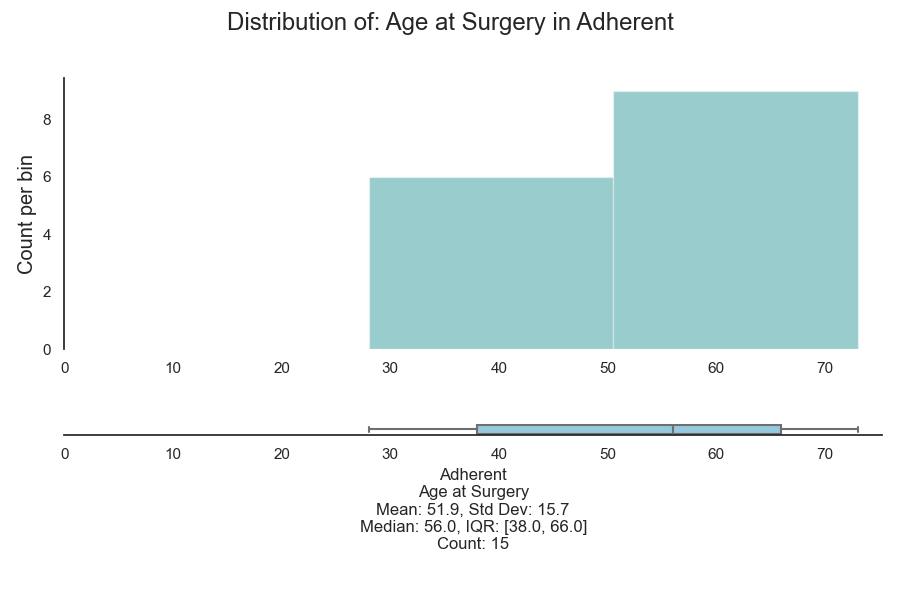 Distribution of: Age at Surgery in Adherent
Count per bin
8
6
4
2
0
0 10 20 30 40 50 60 70
0 10 20 30 40 50 60 70
Adherent
Age at Surgery
Mean: 51.9, Std Dev: 15.7
Median: 56.0, IQR: [38.0, 66.0]
Count: 15